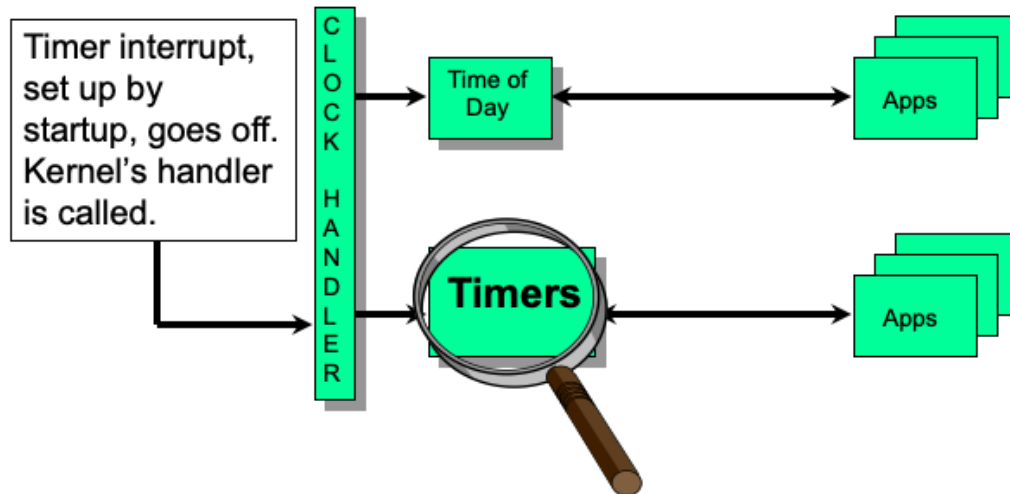 Timer interrupt,
set up by
startup, goes off.
Kernel’s handler
is called.
CLOCK HANDLER
Time of
Day
Apps
Timers
Apps